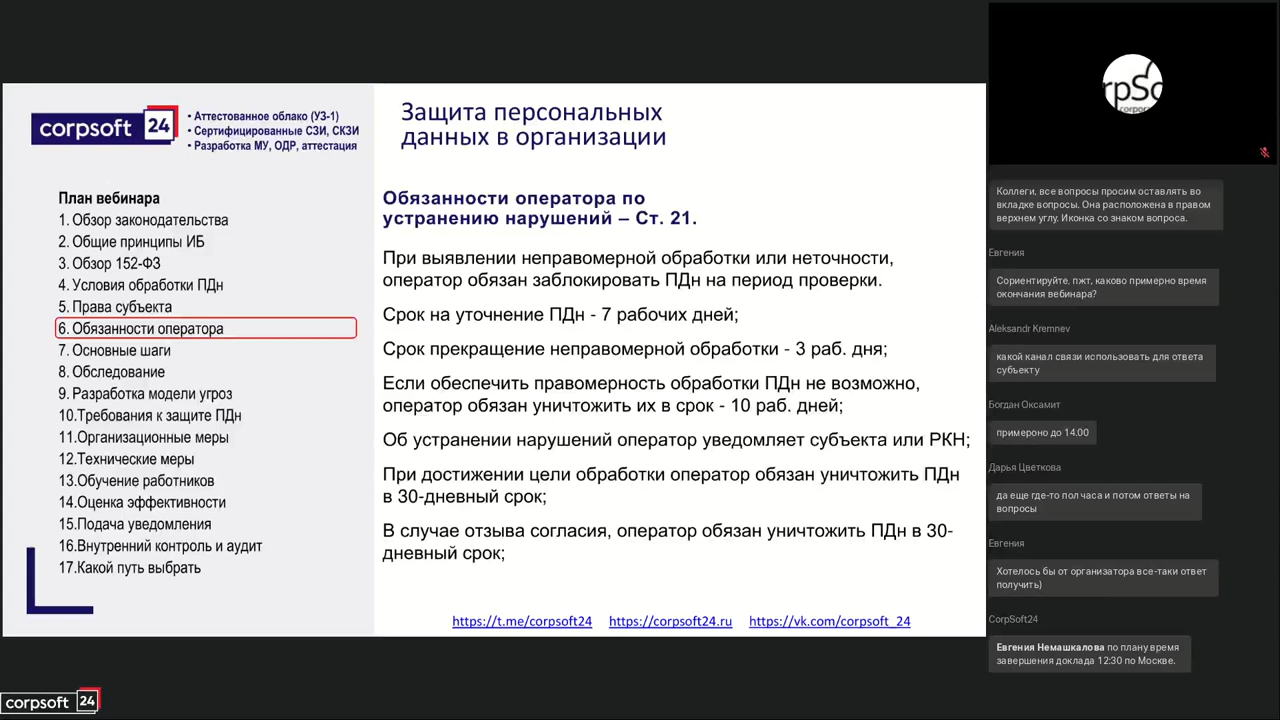 corpsoft 24
• Аттестованное облако (УЗ-1)
• Сертифицированные СЗИ, СКЗИ
• Разработка МУ, ОДР, аттестация
План вебинара
1. Обзор законодательства
2. Общие принципы ИБ
3. Обзор 152-ФЗ
4. Условия обработки ПДн
5. Права субъекта
6. Обязанности оператора
7. Основные шаги
8. Обследование
9. Разработка модели угроз
10.Требования к защите ПДн
11.Организационные меры
12.Технические меры
13.Обучение работников
14.Оценка эффективности
15.Подача уведомления
16.Внутренний контроль и аудит
17.Какой путь выбрать
Защита персональных
данных в организации
Обязанности оператора по
устранению нарушений – Ст. 21.
При выявлении неправомерной обработки или неточности,
оператор обязан заблокировать ПДн на период проверки.
Срок на уточнение ПДн - 7 рабочих дней;
Срок прекращение неправомерной обработки - 3 раб. дня;
Если обеспечить правомерность обработки ПДн не возможно,
оператор обязан уничтожить их в срок - 10 раб. дней;
Об устранении нарушений оператор уведомляет субъекта или РКН;
При достижении цели обработки оператор обязан уничтожить ПДн
в 30-дневный срок;
В случае отзыва согласия, оператор обязан уничтожить ПДн в 30-
дневный срок;
https://t.me/corpsoft24 https://corpsoft24.ru https://vk.com/corpsoft_24
corpsoft 24
Коллеги, все вопросы просим оставлять во
вкладке вопросы. Она расположена в правом
верхнем углу. Иконка со знаком вопроса.
Евгения
Сориентируйте, пжт, каково примерно время
окончания вебинара?
Aleksandr Kremnev
какой канал связи использовать для ответа
субъекту
Богдан Оксамит
примероно до 14.00
Дарья Цветкова
да еще где-то пол часа и потом ответы на
вопросы
Евгения
Хотелось бы от организатора все-таки ответ
получить)
CorpSoft24
Евгения Немашкалова по плану время
завершения доклада 12:30 по Москве.